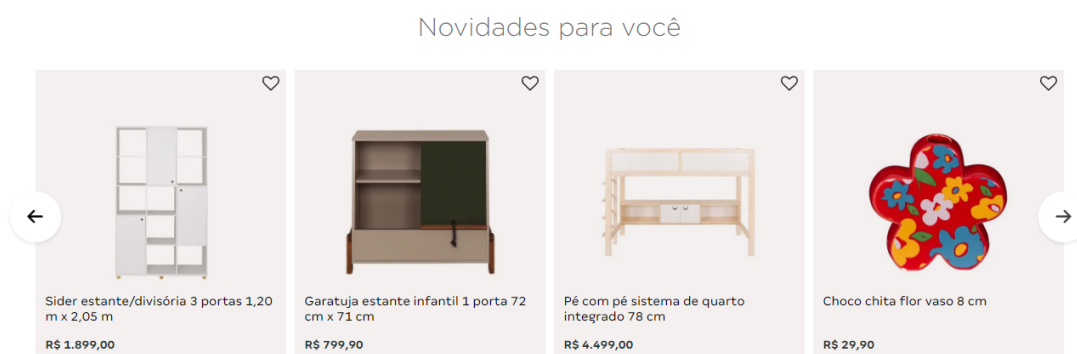 Novidades para você
Sider estante/divisória 3 portas 1,20
m x 2,05 m
R$ 1.899,00
Garatuja estante infantil 1 porta 72
cm x 71 cm
R$ 799,90
Pé com pé sistema de quarto
integrado 78 cm
R$ 4.499,00
Choco chita flor vaso 8 cm
R$ 29,90